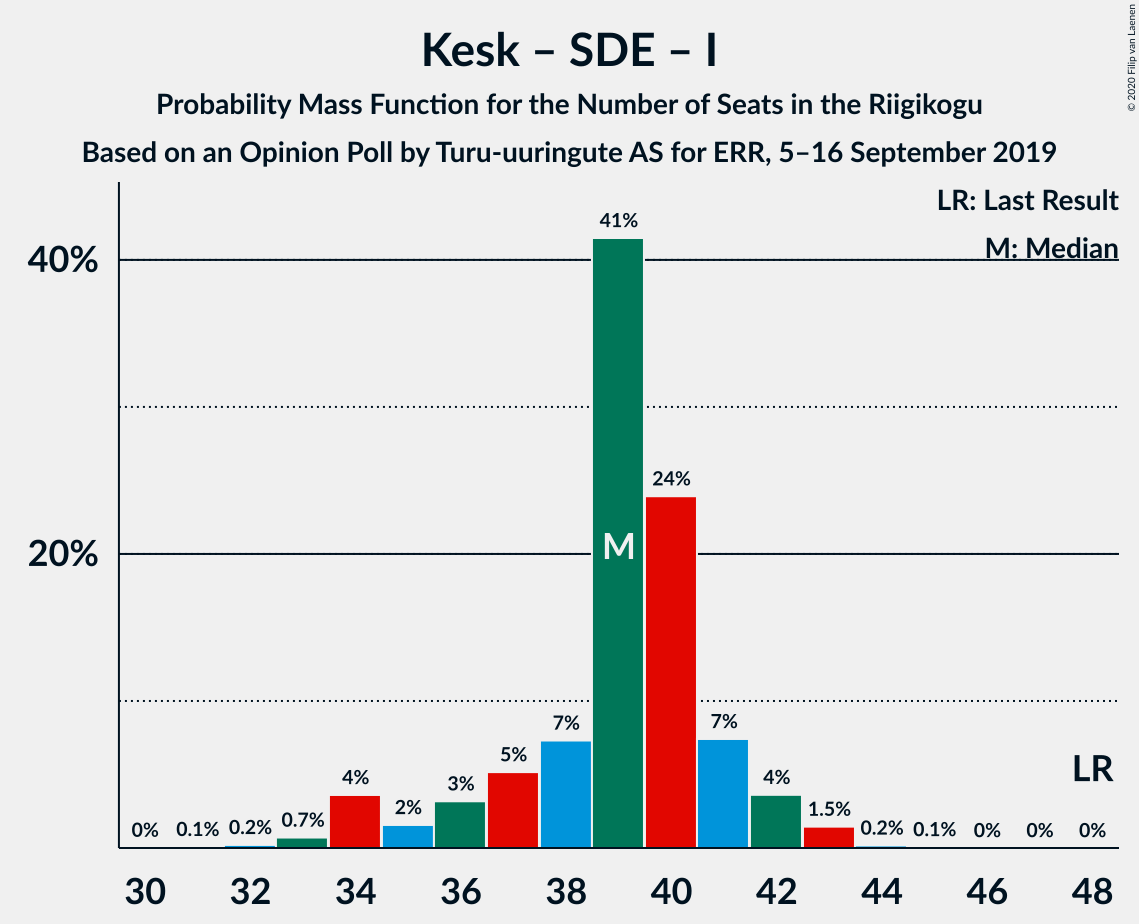 Kesk – SDE – I
Probability Mass Function for the Number of Seats in the Riigikogu
Based on an Opinion Poll by Turu-uuringute AS for ERR, 5–16 September 2019
© 2020 Filip van Laenen
LR: Last Result
M: Median
40%
20%
0% 0.1% 0.2% 0.7% 4% 2% 3% 5% 7% 41% 24% 7% 4% 1.5% 0.2% 0.1% 0% 0% 0%
M
LR
30 32 34 36 38 40 42 44 46 48